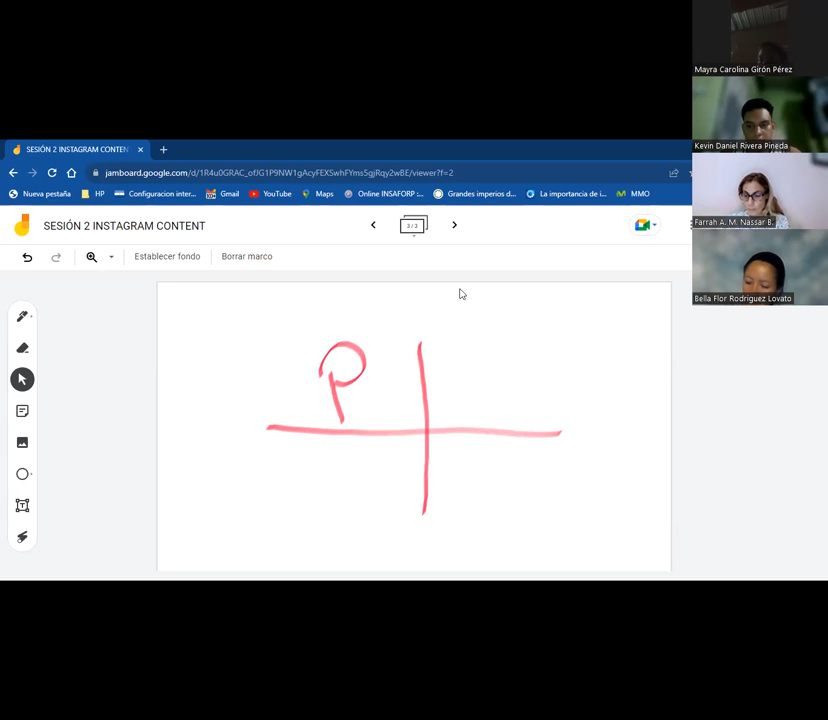 Mayra Carolina Girón Pérez
Kevin Daniel Rivera Pineda
Farrah A. M. Nassar B.
Bella Flor Rodriguez Lovato
SESIÓN 2 INSTAGRAM CONTEN
jamboard.google.com/d/1R4u0GRAC_ofJG1P9NW1gAcyFEXSwhFYms5gjRqy2wBE/viewer?f=2
Nueva pestaña HP Configuracion inter... Gmail YouTube Maps Online INSAFORP:... Grandes imperios d... La importancia de i... MMO
SESIÓN 2 INSTAGRAM CONTENT
3 / 3
Establecer fondo Borrar marco
P